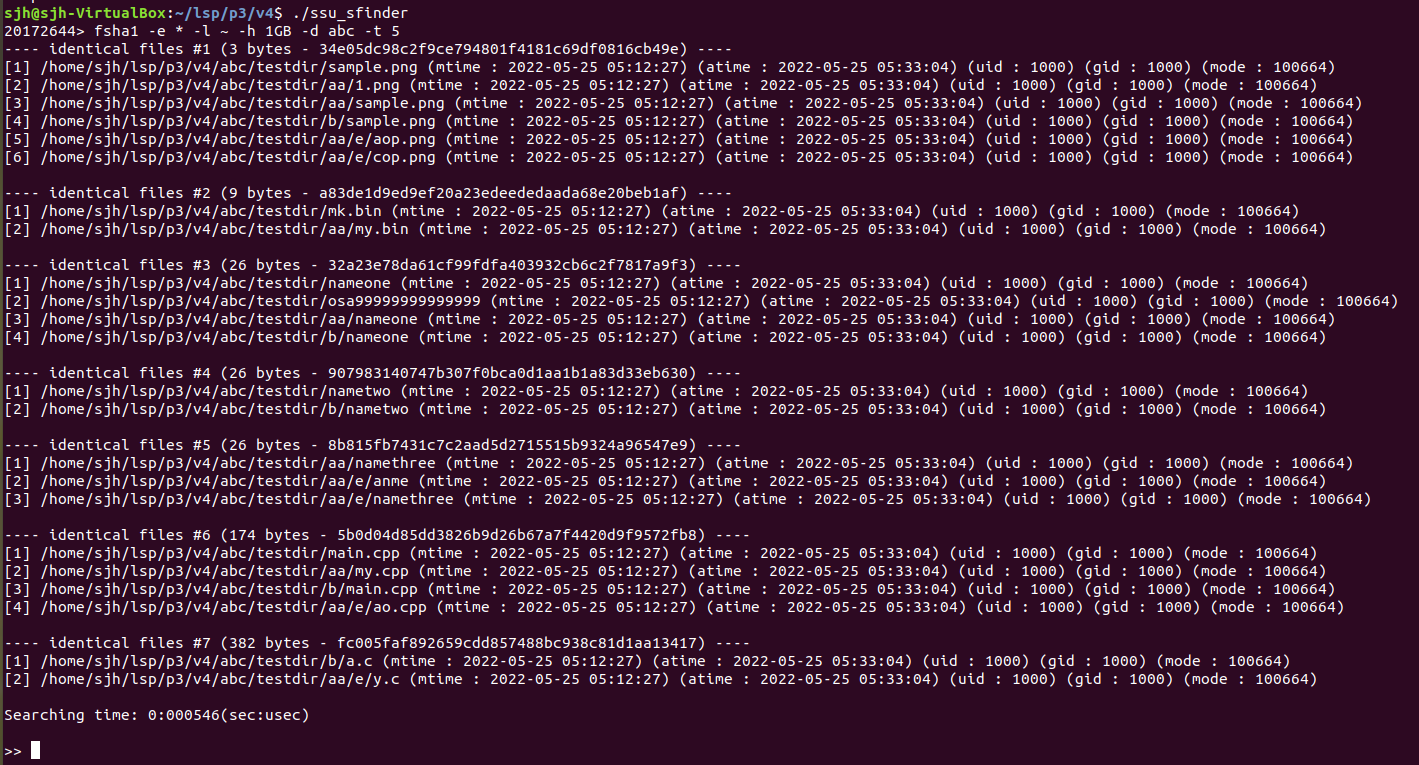 sjh@sjh-VirtualBox:~/lsp/p3/v4$ ./ssu_sfinder
20172644> fsha1 -e * -l ~ -h 1GB -d abc -t 5
---- identical files #1 (3 bytes - 34e05dc98c2f9ce794801f4181c69df0816cb49e) ----
[1] /home/sjh/lsp/p3/v4/abc/testdir/sample.png (mtime : 2022-05-25 05:12:27) (atime : 2022-05-25 05:33:04) (uid : 1000) (gid : 1000) (mode : 100664)
[2] /home/sjh/lsp/p3/v4/abc/testdir/aa/1.png (mtime : 2022-05-25 05:12:27) (atime : 2022-05-25 05:33:04) (uid : 1000) (gid : 1000) (mode : 100664)
[3] /home/sjh/lsp/p3/v4/abc/testdir/aa/sample.png (mtime : 2022-05-25 05:12:27) (atime : 2022-05-25 05:33:04) (uid : 1000) (gid : 1000) (mode : 100664)
[4] /home/sjh/lsp/p3/v4/abc/testdir/b/sample.png (mtime : 2022-05-25 05:12:27) (atime : 2022-05-25 05:33:04) (uid : 1000) (gid : 1000) (mode : 100664)
[5] /home/sjh/lsp/p3/v4/abc/testdir/aa/e/aop.png (mtime : 2022-05-25 05:12:27) (atime : 2022-05-25 05:33:04) (uid : 1000) (gid : 1000) (mode : 100664)
[6] /home/sjh/lsp/p3/v4/abc/testdir/aa/e/cop.png (mtime : 2022-05-25 05:12:27) (atime : 2022-05-25 05:33:04) (uid : 1000) (gid : 1000) (mode : 100664)
---- identical files #2 (9 bytes - a83de1d9ed9ef20a23edeededaada68e20beb1af) ----
[1] /home/sjh/lsp/p3/v4/abc/testdir/mk.bin (mtime : 2022-05-25 05:12:27) (atime : 2022-05-25 05:33:04) (uid : 1000) (gid : 1000) (mode : 100664)
[2] /home/sjh/lsp/p3/v4/abc/testdir/aa/my.bin (mtime : 2022-05-25 05:12:27) (atime : 2022-05-25 05:33:04) (uid : 1000) (gid : 1000) (mode : 100664)
---- identical files #3 (26 bytes - 32a23e78da61cf99fdfa403932cb6c2f7817a9f3) ----
[1] /home/sjh/lsp/p3/v4/abc/testdir/nameone (mtime : 2022-05-25 05:12:27) (atime : 2022-05-25 05:33:04) (uid : 1000) (gid : 1000) (mode : 100664)
[2] /home/sjh/lsp/p3/v4/abc/testdir/osa99999999999999 (mtime : 2022-05-25 05:12:27) (atime : 2022-05-25 05:33:04) (uid : 1000) (gid : 1000) (mode : 100664)
[3] /home/sjh/lsp/p3/v4/abc/testdir/aa/nameone (mtime : 2022-05-25 05:12:27) (atime : 2022-05-25 05:33:04) (uid : 1000) (gid : 1000) (mode : 100664)
[4] /home/sjh/lsp/p3/v4/abc/testdir/b/nameone (mtime : 2022-05-25 05:12:27) (atime : 2022-05-25 05:33:04) (uid : 1000) (gid : 1000) (mode : 100664)
---- identical files #4 (26 bytes - 907983140747b307f0bca0d1aa1b1a83d33eb630) ----
[1] /home/sjh/lsp/p3/v4/abc/testdir/nametwo (mtime : 2022-05-25 05:12:27) (atime : 2022-05-25 05:33:04) (uid : 1000) (gid : 1000) (mode : 100664)
[2] /home/sjh/lsp/p3/v4/abc/testdir/b/nametwo (mtime : 2022-05-25 05:12:27) (atime : 2022-05-25 05:33:04) (uid : 1000) (gid : 1000) (mode : 100664)
---- identical files #5 (26 bytes - 8b815fb7431c7c2aad5d2715515b9324a96547e9) ----
[1] /home/sjh/lsp/p3/v4/abc/testdir/aa/namethree (mtime : 2022-05-25 05:12:27) (atime : 2022-05-25 05:33:04) (uid : 1000) (gid : 1000) (mode : 100664)
[2] /home/sjh/lsp/p3/v4/abc/testdir/aa/e/anme (mtime : 2022-05-25 05:12:27) (atime : 2022-05-25 05:33:04) (uid : 1000) (gid : 1000) (mode : 100664)
[3] /home/sjh/lsp/p3/v4/abc/testdir/aa/e/namethree (mtime : 2022-05-25 05:12:27) (atime : 2022-05-25 05:33:04) (uid : 1000) (gid : 1000) (mode : 100664)
---- identical files #6 (174 bytes - 5b0d04d85dd3826b9d26b67a7f4420d9f9572fb8) ----
[1] /home/sjh/lsp/p3/v4/abc/testdir/main.cpp (mtime : 2022-05-25 05:12:27) (atime : 2022-05-25 05:33:04) (uid : 1000) (gid : 1000) (mode : 100664)
[2] /home/sjh/lsp/p3/v4/abc/testdir/aa/my.cpp (mtime : 2022-05-25 05:12:27) (atime : 2022-05-25 05:33:04) (uid : 1000) (gid : 1000) (mode : 100664)
[3] /home/sjh/lsp/p3/v4/abc/testdir/b/main.cpp (mtime : 2022-05-25 05:12:27) (atime : 2022-05-25 05:33:04) (uid : 1000) (gid : 1000) (mode : 100664)
[4] /home/sjh/lsp/p3/v4/abc/testdir/aa/e/ao.cpp (mtime : 2022-05-25 05:12:27) (atime : 2022-05-25 05:33:04) (uid : 1000) (gid : 1000) (mode : 100664)
---- identical files #7 (382 bytes - fc005faf892659cdd857488bc938c81d1aa13417) ----
[1] /home/sjh/lsp/p3/v4/abc/testdir/b/a.c (mtime : 2022-05-25 05:12:27) (atime : 2022-05-25 05:33:04) (uid : 1000) (gid : 1000) (mode : 100664)
[2] /home/sjh/lsp/p3/v4/abc/testdir/aa/e/y.c (mtime : 2022-05-25 05:12:27) (atime : 2022-05-25 05:33:04) (uid : 1000) (gid : 1000) (mode : 100664)
Searching time: 0:000546(sec:usec)
>>